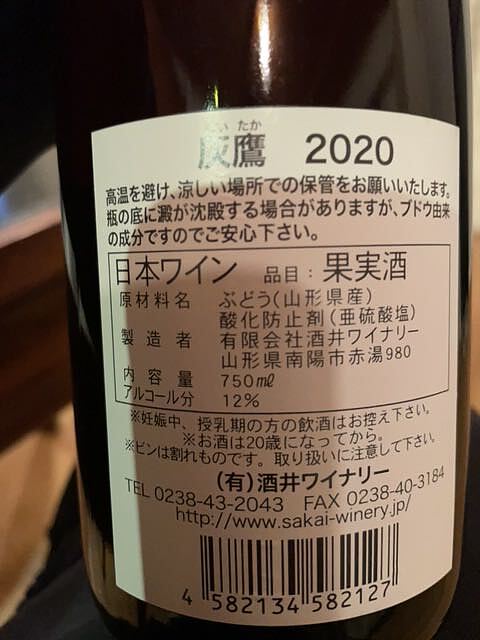 いたか
灰鷹 2020
高温を避け、涼しい場所での保管をお願いいたします。
瓶の底に澱が沈殿する場合がありますが、ブドウ由来
の成分ですのでご安心下さい。
日本ワイン 品目：果実酒
原材料名 ぶどう（山形県産）
酸化防止剤（亜硫酸塩）
製造者 有限会社酒井ワイナリー
山形県南陽市赤湯980
内容量 750㎖
アルコール分 12%
※妊娠中、授乳期の方の飲酒はお控え下さい。
※お酒は20歳になってから。
※ビンは割れものです。取り扱いに注意して下さい。
（有）酒井ワイナリー
TEL 0238-43-2043 FAX 0238-40-3184
http://www.sakai-winery.jp/
4 582134 582127